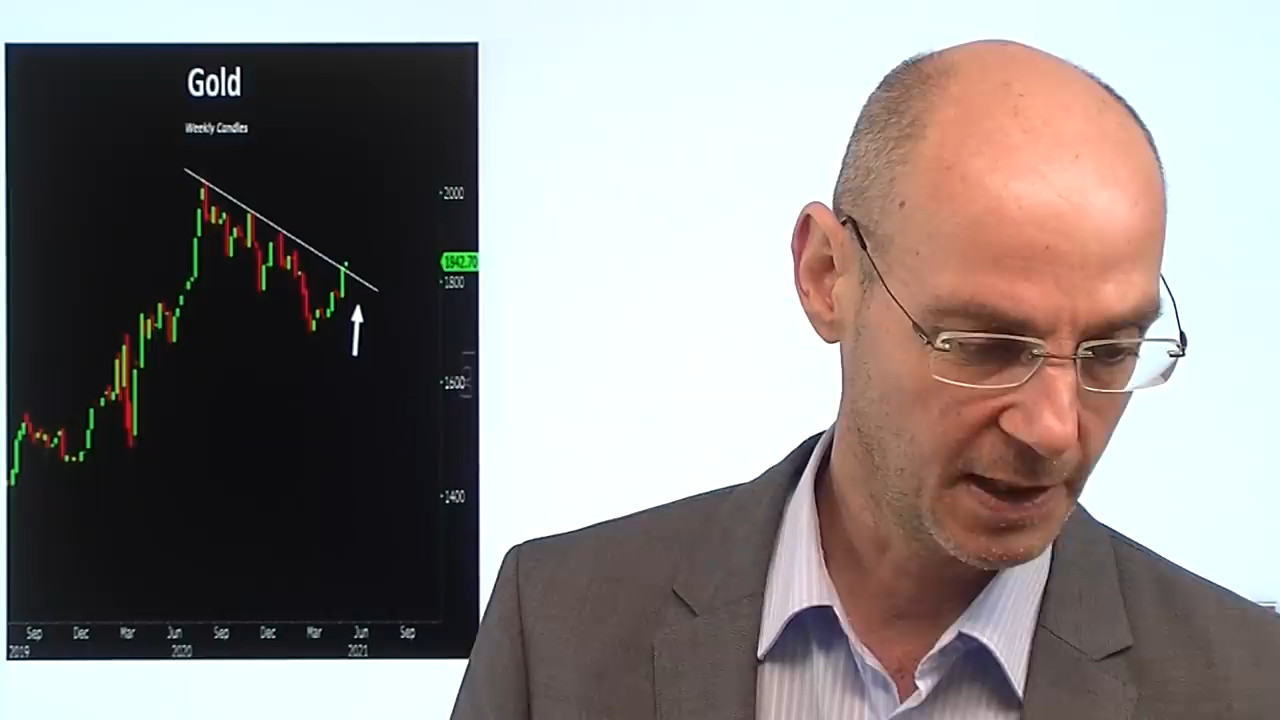 Gold
Weekly Candles
2000
1842.70
1800
1600
1400
Sep Dec Mar Jun Sep Dec Mar Jun Sep
2019 2020 2021